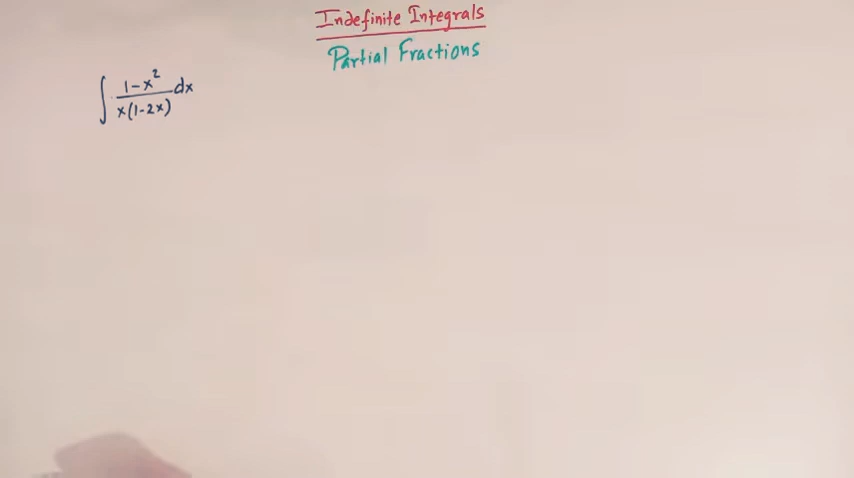 Indefinite Integrals
Partial Fractions
∫ (1-x²)/(x(1-2x)) dx